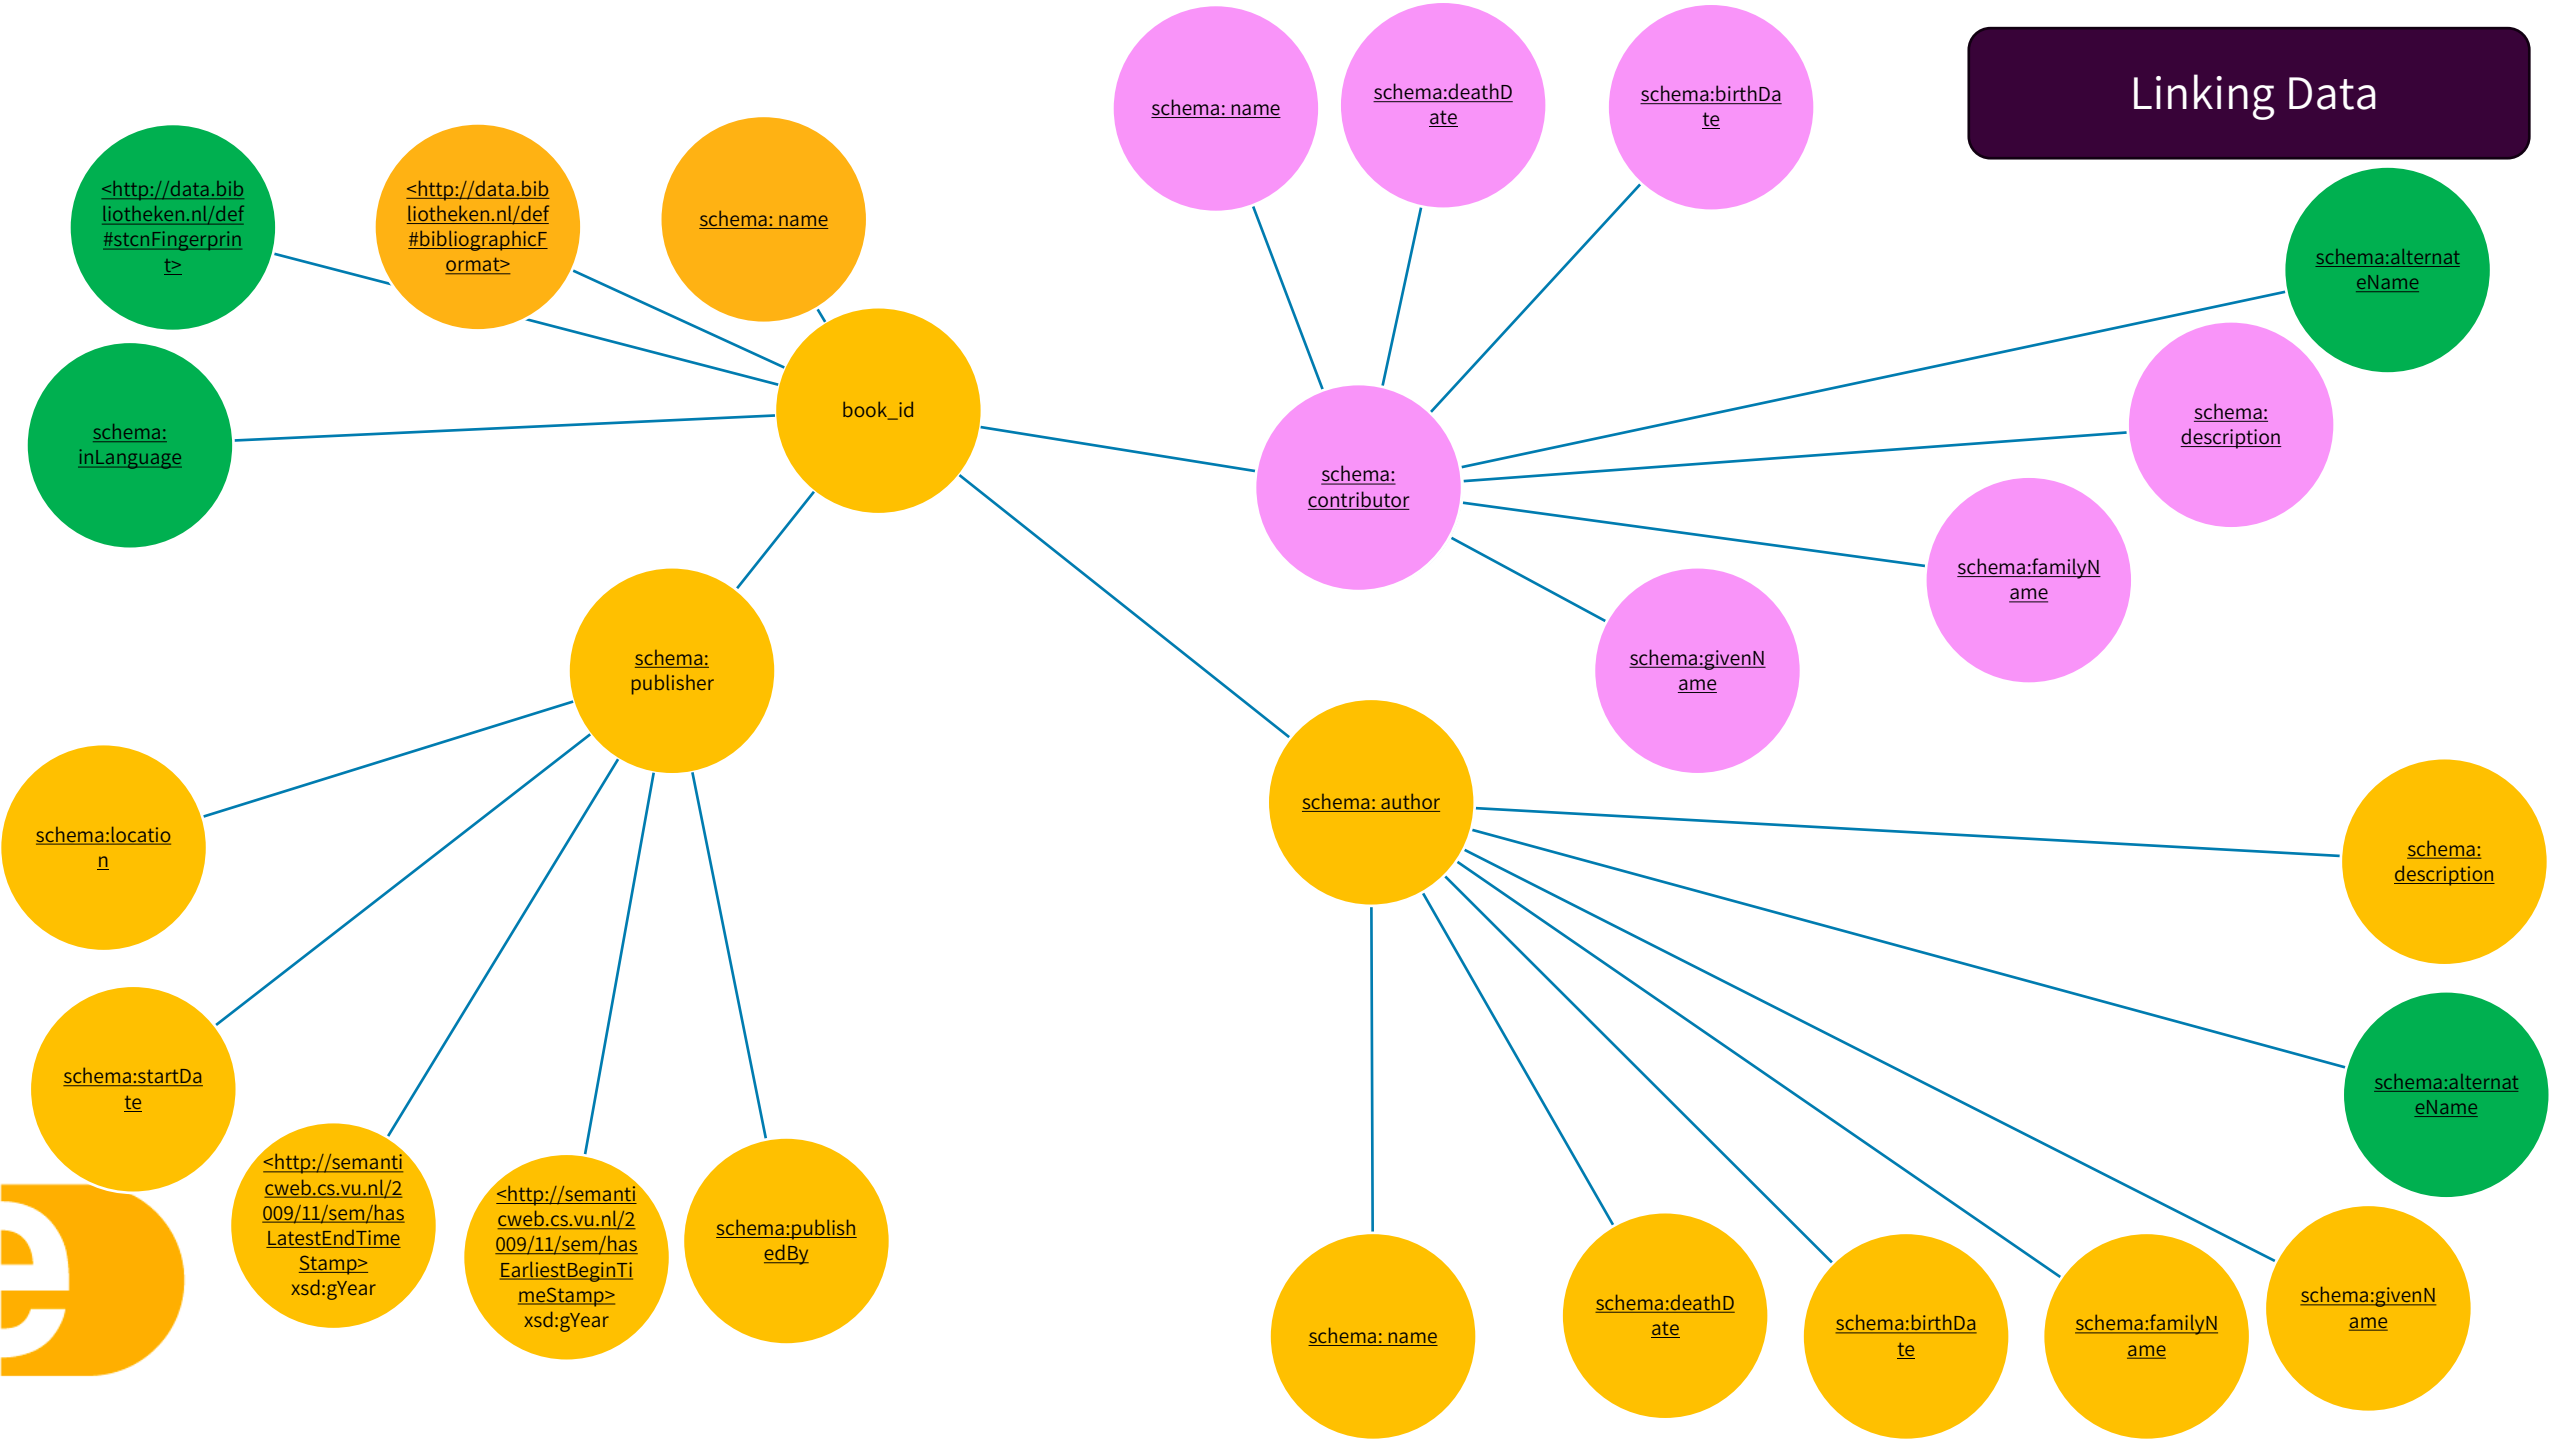 Linking Data
schema: name
schema:deathD
ate
schema:birthDa
te
<http://data.bib
liotheken.nl/def
#stcnFingerprin
t>
<http://data.bib
liotheken.nl/def
#bibliographicF
ormat>
schema: name
schema:alternat
eName
schema:
inLanguage
book_id
schema:
contributor
schema:
description
schema:familyN
ame
schema:givenN
ame
schema:
publisher
schema: author
schema:locatio
n
schema:startDa
te
<http://semanti
cweb.cs.vu.nl/2
009/11/sem/has
LatestEndTime
Stamp>
xsd:gYear
<http://semanti
cweb.cs.vu.nl/2
009/11/sem/has
EarliestBeginTi
meStamp>
xsd:gYear
schema:publish
edBy
schema:
description
schema:alternat
eName
schema: name
schema:deathD
ate
schema:birthDa
te
schema:familyN
ame
schema:givenN
ame
e